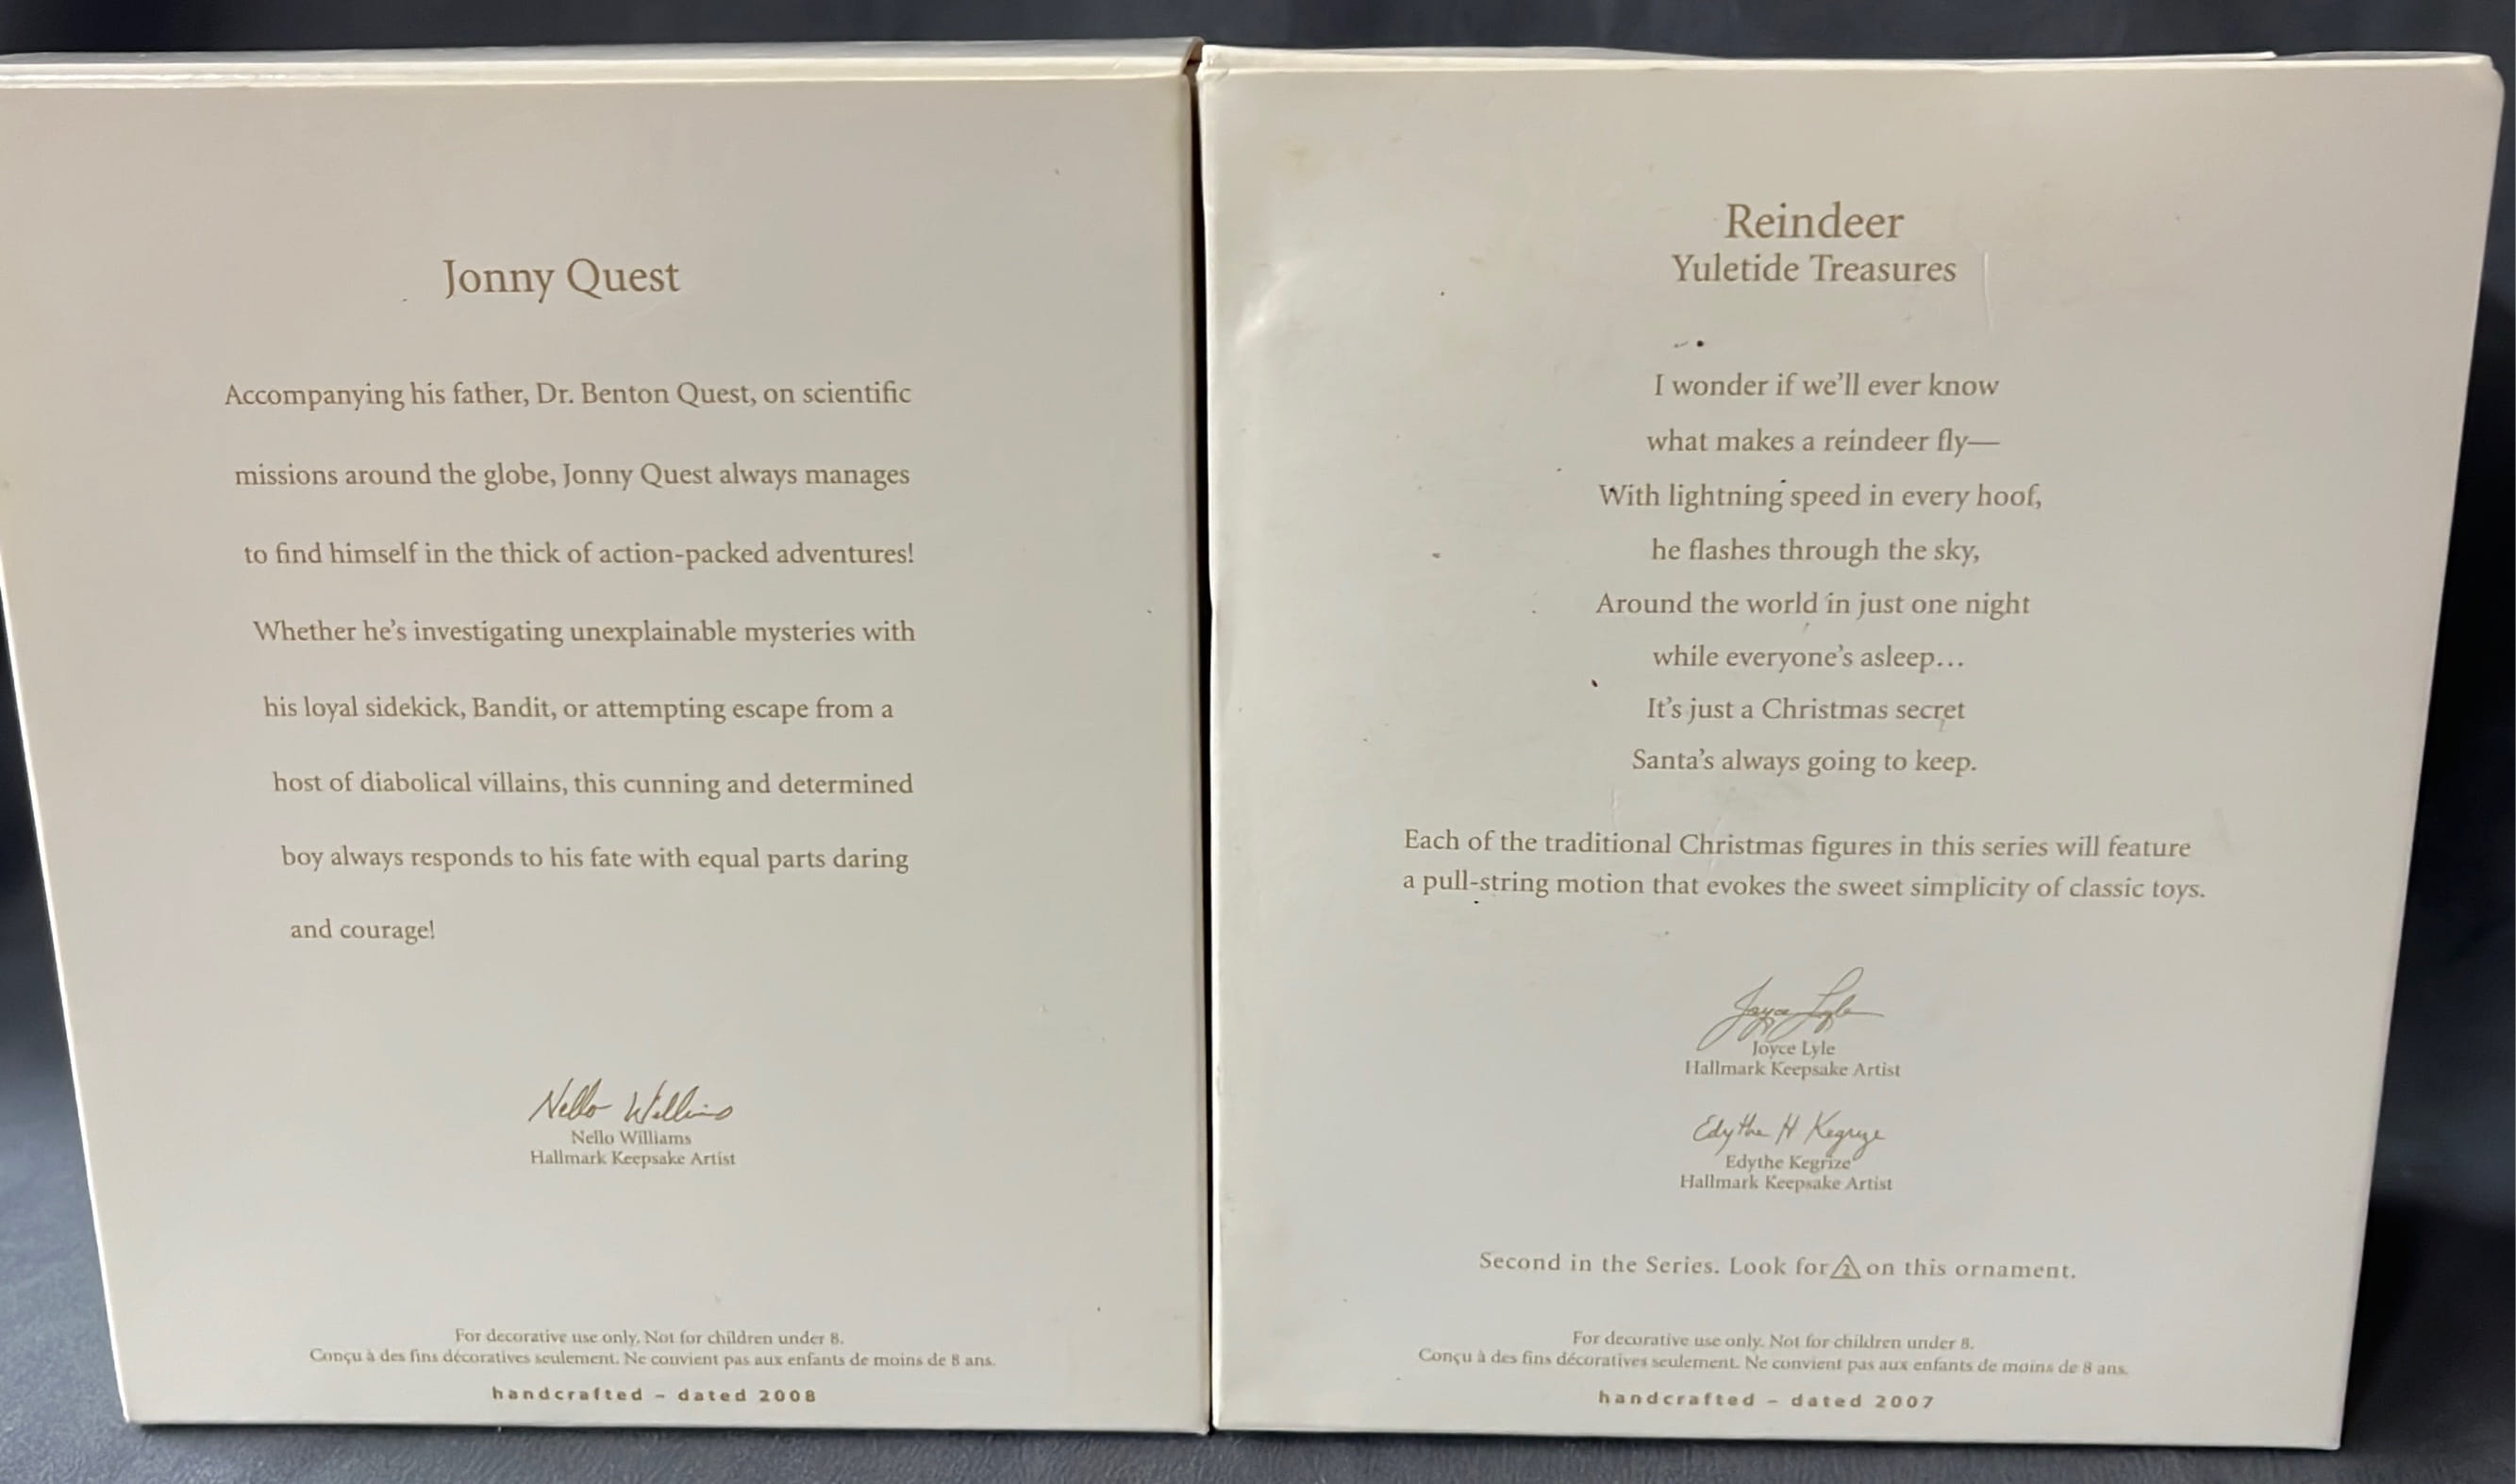 Jonny Quest
Accompanying his father, Dr. Benton Quest, on scientific
missions around the globe, Jonny Quest always manages
to find himself in the thick of action-packed adventures!
Whether he's investigating unexplainable mysteries with
his loyal sidekick, Bandit, or attempting escape from a
host of diabolical villains, this cunning and determined
boy always responds to his fate with equal parts daring
and courage!
Nello Williams
Nello Williams
Hallmark Keepsake Artist
For decorative use only. Not for children under 8.
Conçu à des fins décoratives seulement. Ne convient pas aux enfants de moins de 8 ans.
handcrafted – dated 2008
Reindeer
Yuletide Treasures
I wonder if we'll ever know
what makes a reindeer fly—
With lightning speed in every hoof,
he flashes through the sky,
Around the world in just one night
while everyone's asleep...
It's just a Christmas secret
Santa's always going to keep.
Each of the traditional Christmas figures in this series will feature
a pull-string motion that evokes the sweet simplicity of classic toys.
Joyce Lyle
Joyce Lyle
Hallmark Keepsake Artist
Edythe H Kegrize
Edythe Kegrize
Hallmark Keepsake Artist
Second in the Series. Look for 2 on this ornament.
For decorative use only. Not for children under 8.
Conçu à des fins décoratives seulement. Ne convient pas aux enfants de moins de 8 ans.
handcrafted – dated 2007